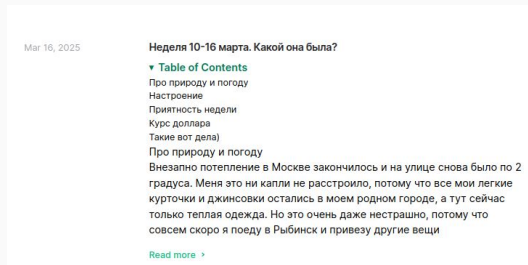 Mar 16, 2025
Неделя 10-16 марта. Какой она была?
▾ Table of Contents
Про природу и погоду
Настроение
Приятность недели
Курс доллара
Такие вот дела)
Про природу и погоду
Внезапно потепление в Москве закончилось и на улице снова было по 2
градуса. Меня это ни капли не расстроило, потому что все мои легкие
курточки и джинсовки остались в моем родном городе, а тут сейчас
только теплая одежда. Но это очень даже нестрашно, потому что
совсем скоро я поеду в Рыбинск и привезу другие вещи
Read more ›